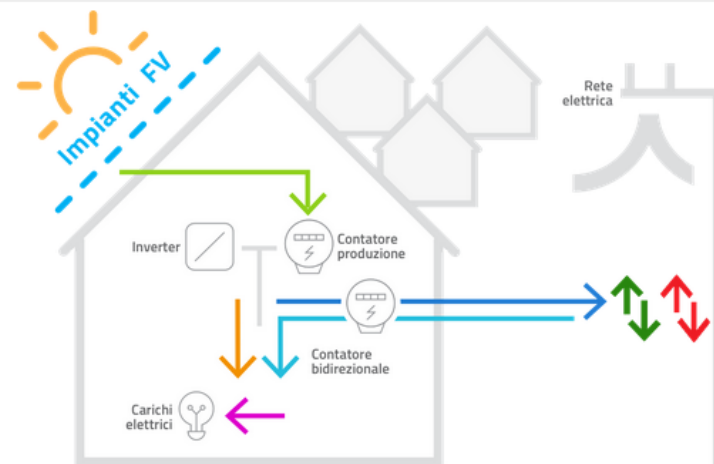 Impianti FV
Rete
elettrica
Inverter
Contatore
produzione
Contatore
bidirezionale
Carichi
elettrici